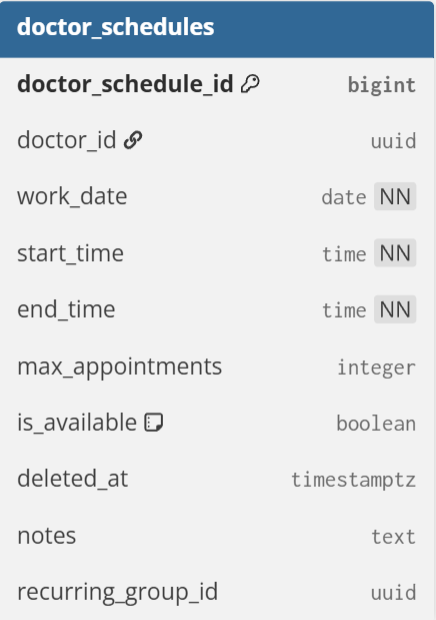 doctor_schedules
doctor_schedule_id bigint
doctor_id uuid
work_date date NN
start_time time NN
end_time time NN
max_appointments integer
is_available boolean
deleted_at timestamptz
notes text
recurring_group_id uuid